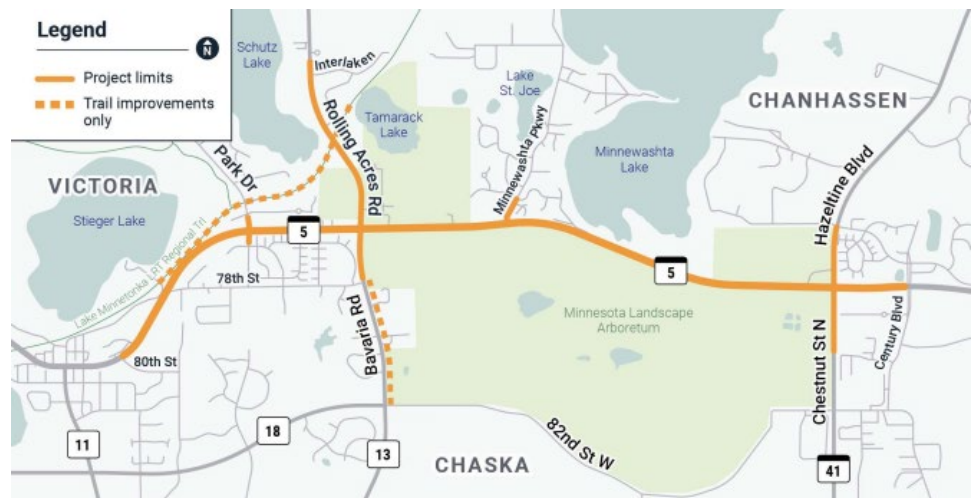 Legend
N
Project limits
Trail improvements
only
Schutz
Lake
Interlaken
Rolling Acres Rd
Tamarack
Lake
Lake
St. Joe
Minnewashta Pkwy
Minnewashta
Lake
CHANHASSEN
Hazeltine Blvd
Park Dr
VICTORIA
Stieger Lake
Lake Minnetonka LRT Regional Trl
5
78th St
5
Minnesota Landscape
Arboretum
Bavaria Rd
80th St
Chestnut St N
Century Blvd
11
18
13
82nd St W
CHASKA
41